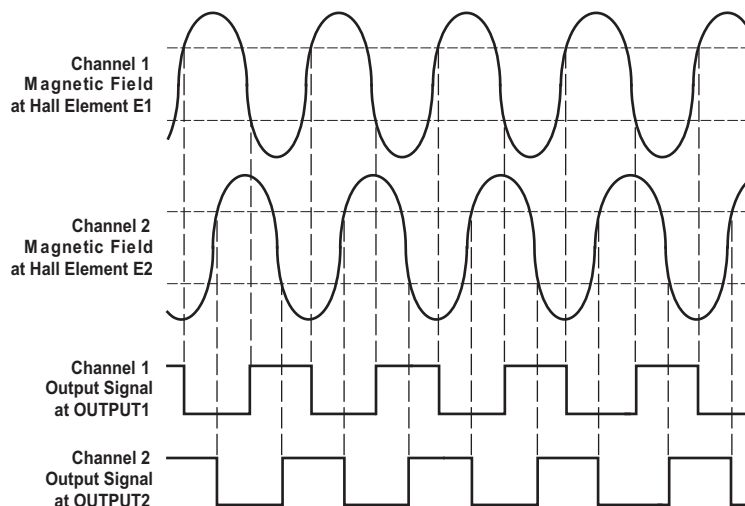 Channel 1
Magnetic Field
at Hall Element E1
Channel 2
Magnetic Field
at Hall Element E2
Channel 1
Output Signal
at OUTPUT1
Channel 2
Output Signal
at OUTPUT2